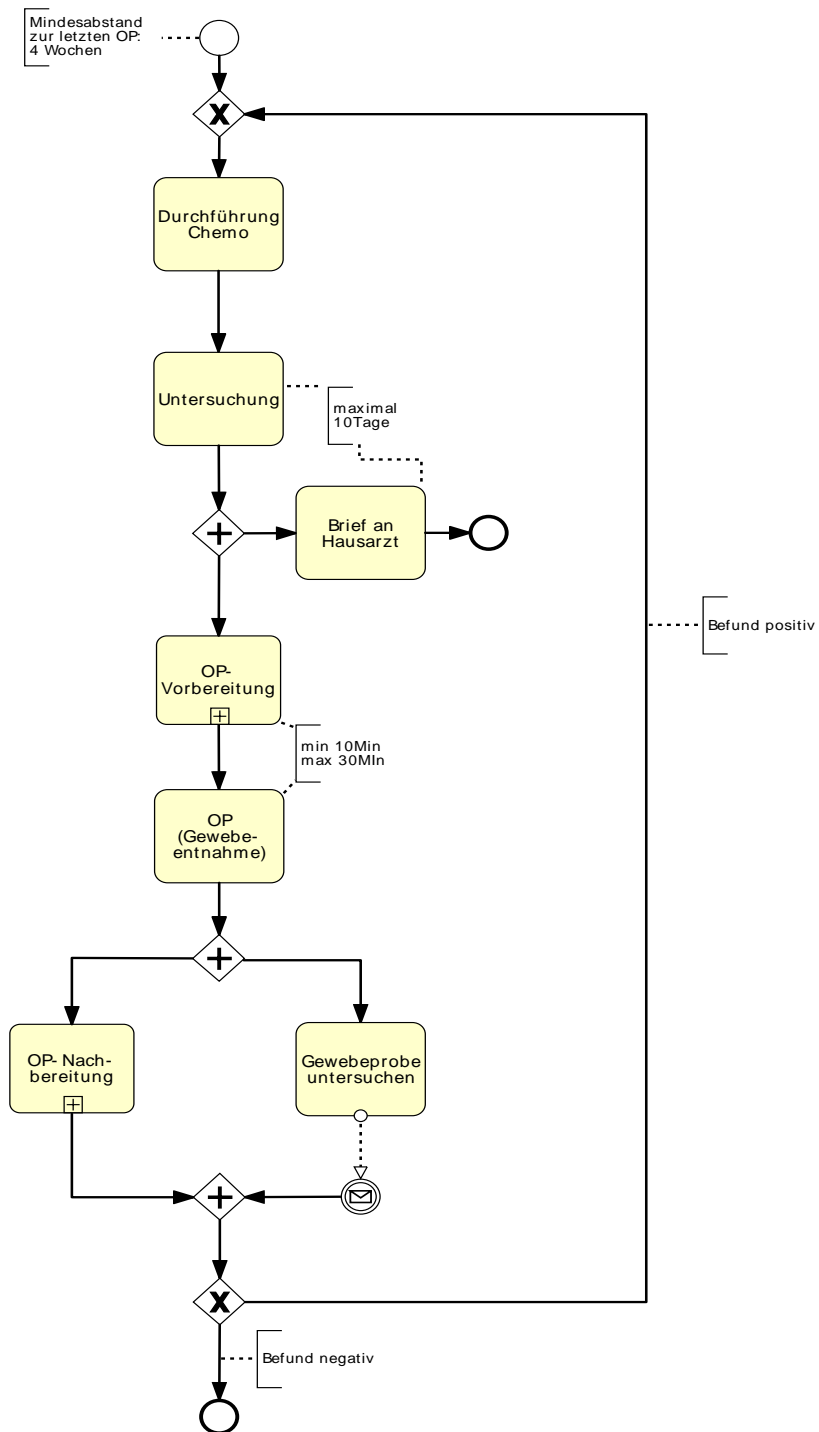 Mindesabstand
zur letzten OP:
4 Wochen
Durchführung
Chemo
Untersuchung
maximal
10Tage
Brief an
Hausarzt
Befund positiv
OP-
Vorbereitung
min 10Min
max 30MIn
OP
(Gewebe-
entnahme)
OP-Nach-
bereitung
Gewebeprobe
untersuchen
Befund negativ